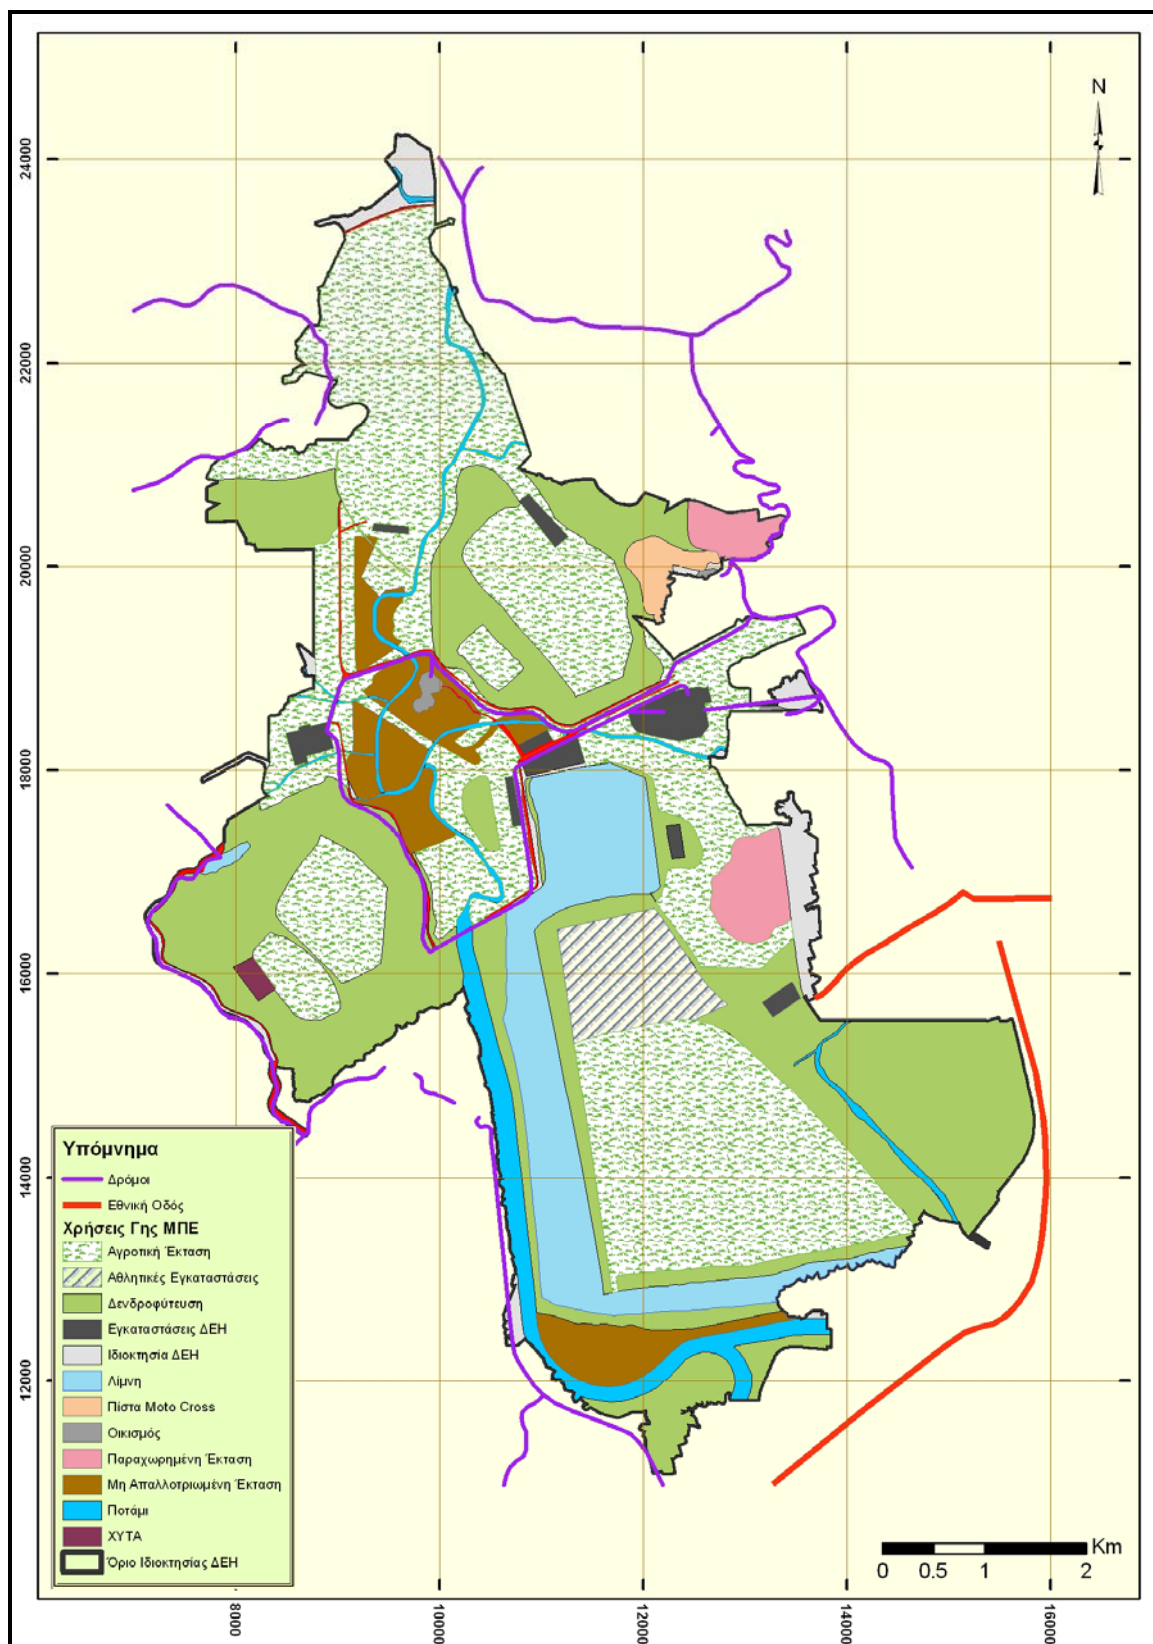 N
24000
22000
20000
18000
16000
14000
12000
Υπόμνημα
Δρόμοι
Εθνική Οδός
Χρήσεις Γης ΜΠΕ
Αγροτική Έκταση
Αθλητικές Εγκαταστάσεις
Δενδροφύτευση
Εγκαταστάσεις ΔΕΗ
Ιδιοκτησία ΔΕΗ
Λίμνη
Πίστα Moto Cross
Οικισμός
Παραχωρημένη Έκταση
Μη Απαλλοτριωμένη Έκταση
Ποτάμι
ΧΥΤΑ
Όριο Ιδιοκτησίας ΔΕΗ
Km
0 0.5 1 2
8000 10000 12000 14000 16000